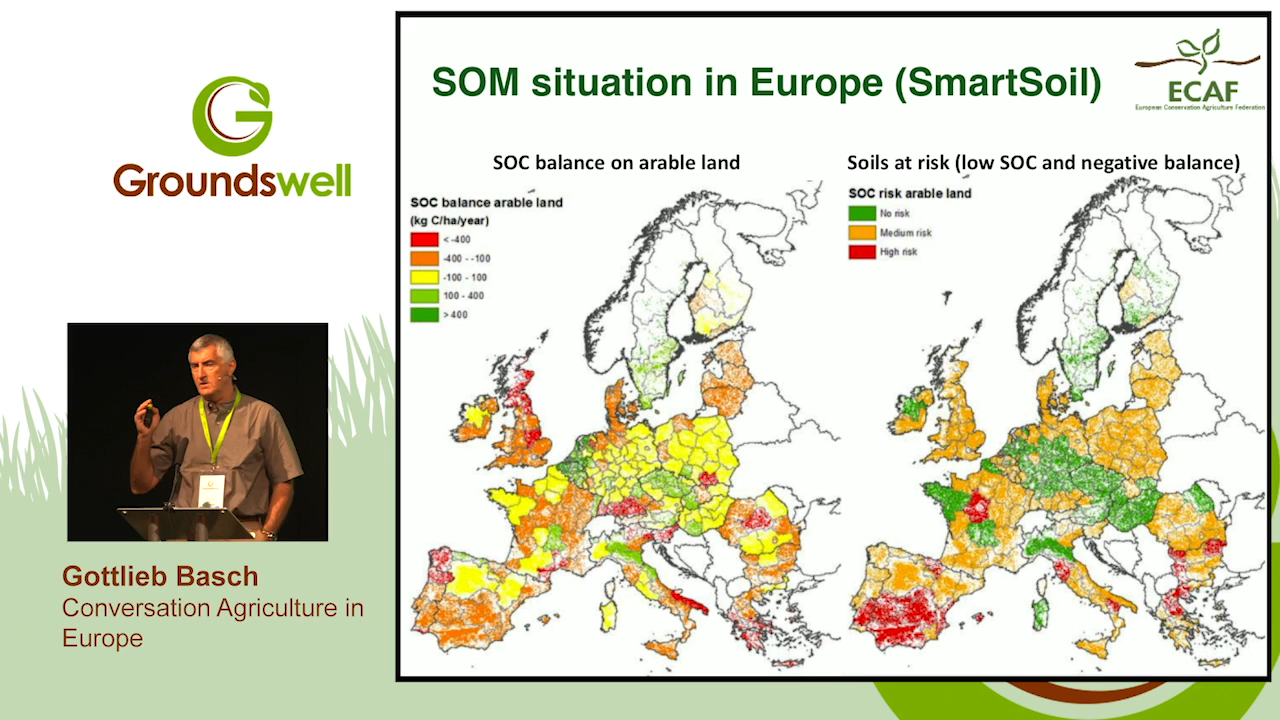 Groundswell
Gottlieb Basch
Conversation Agriculture in
Europe
SOM situation in Europe (SmartSoil)
ECAF
European Conservation Agriculture Federation
SOC balance on arable land
SOC balance arable land
(kg C/ha/year)
< -400
-400 - -100
-100 - 100
100 - 400
> 400
Soils at risk (low SOC and negative balance)
SOC risk arable land
No risk
Medium risk
High risk